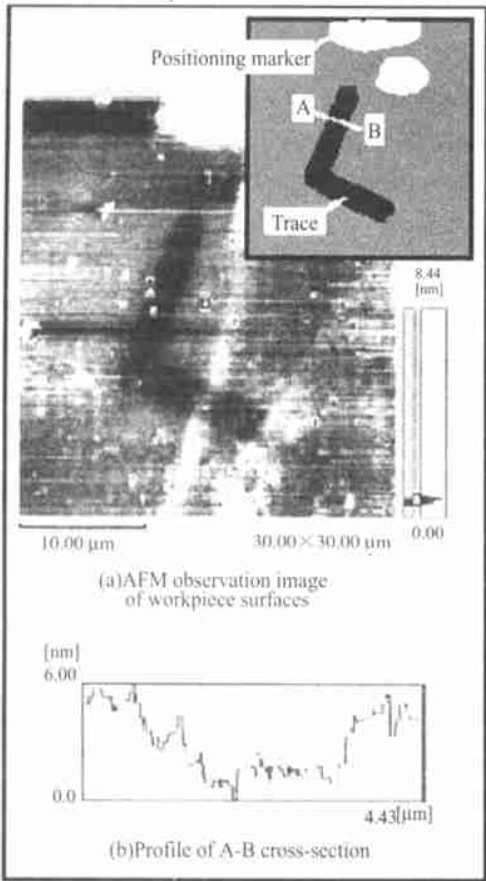 Positioning marker
A
B
Trace
8.44
[nm]
0.00
10.00 μm
30.00×30.00 μm
(a)AFM observation image
of workpiece surfaces
[nm]
6.00
0.0
4.43[μm]
(b)Profile of A-B cross-section